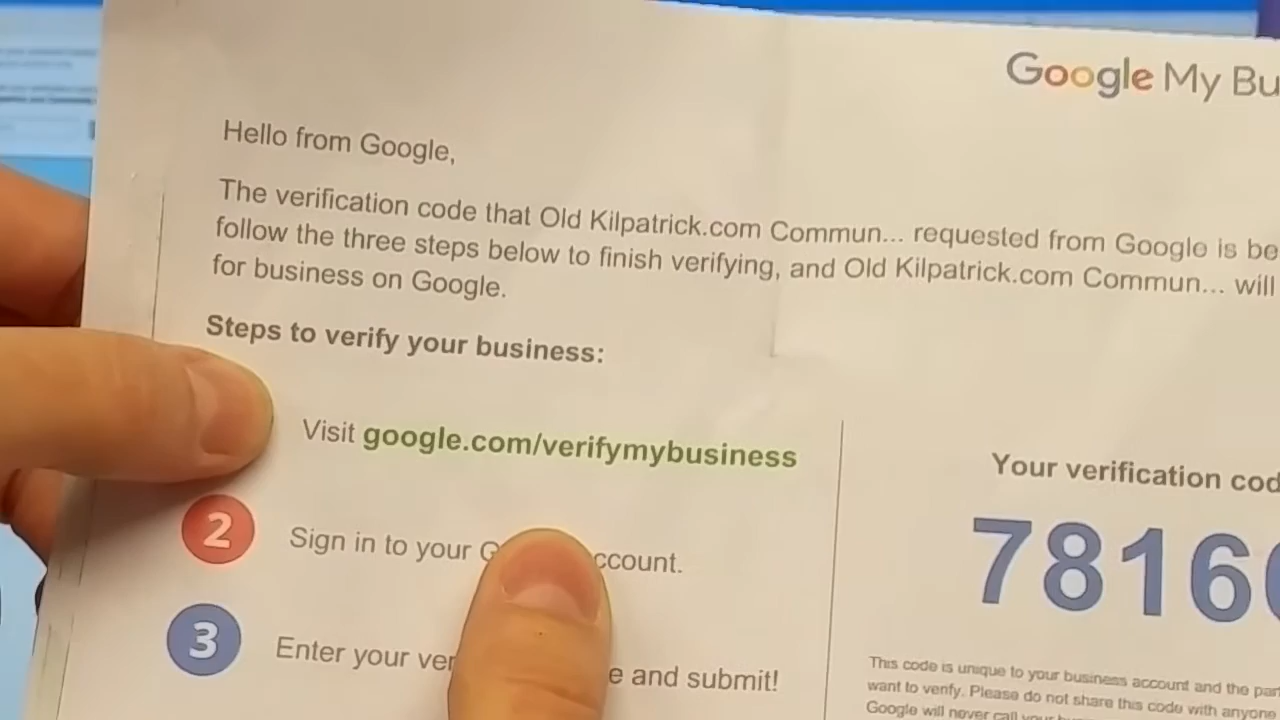 Google My Bu
Hello from Google,
The verification code that Old Kilpatrick.com Commun... requested from Google is be
follow the three steps below to finish verifying, and Old Kilpatrick.com Commun... will
for business on Google.
Steps to verify your business:
Visit google.com/verifymybusiness
2 Sign in to your G ccount.
3 Enter your ver e and submit!
Your verification cod
7816
This code is unique to your business account and the par
want to verify. Please do not share this code with anyone
Google will never call your